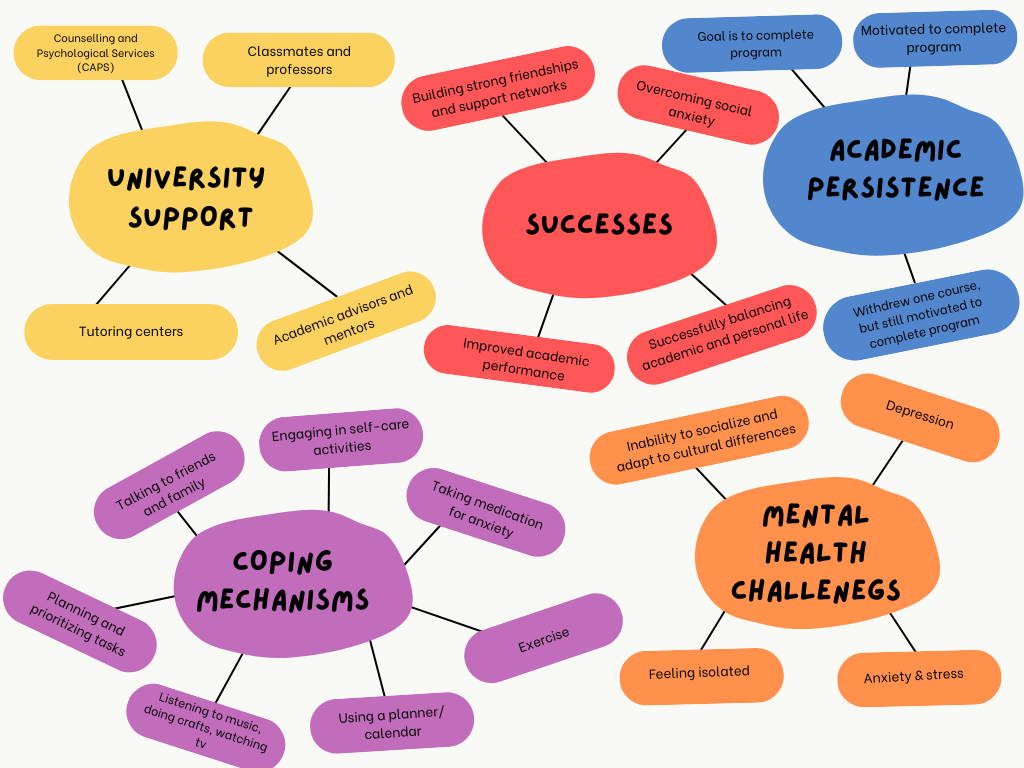 Counselling and
Psychological Services
(CAPS)
Classmates and
professors
UNIVERSITY
SUPPORT
Tutoring centers
Academic advisors and
mentors
Building strong friendships
and support networks
Overcoming social
anxiety
SUCCESSES
Improved academic
performance
Successfully balancing
academic and personal life
Goal is to complete
program
Motivated to complete
program
ACADEMIC
PERSISTENCE
Withdrew one course,
but still motivated to
complete program
Talking to friends
and family
Engaging in self-care
activities
Taking medication
for anxiety
COPING
MECHANISMS
Planning and
prioritizing tasks
Exercise
Listening to music,
doing crafts, watching
tv
Using a planner/
calendar
Inability to socialize and
adapt to cultural differences
Depression
MENTAL
HEALTH
CHALLENEGS
Feeling isolated
Anxiety & stress